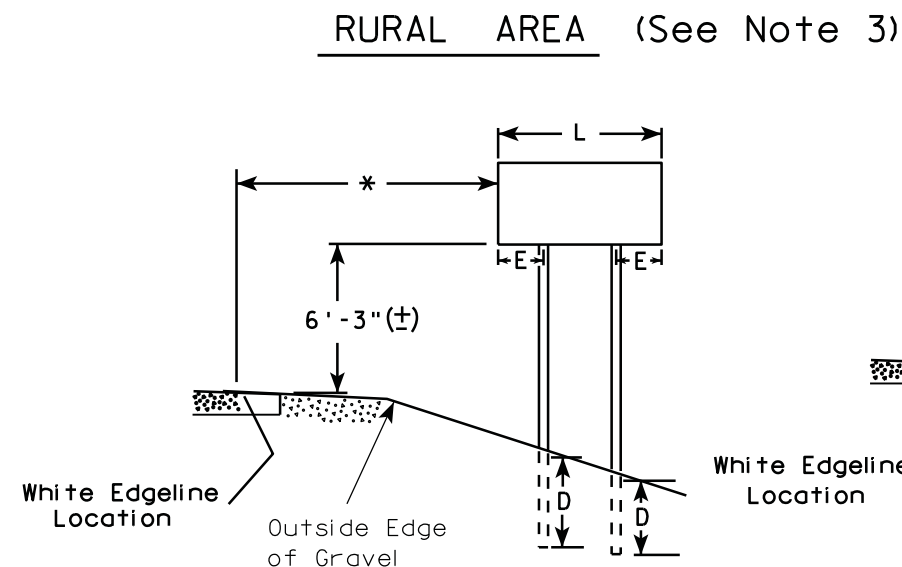 RURAL AREA (See Note 3)
L
*
E E
6'-3"(±)
White Edgeline
Location
Outside Edge
of Gravel
D
D
White Edgeline
Location